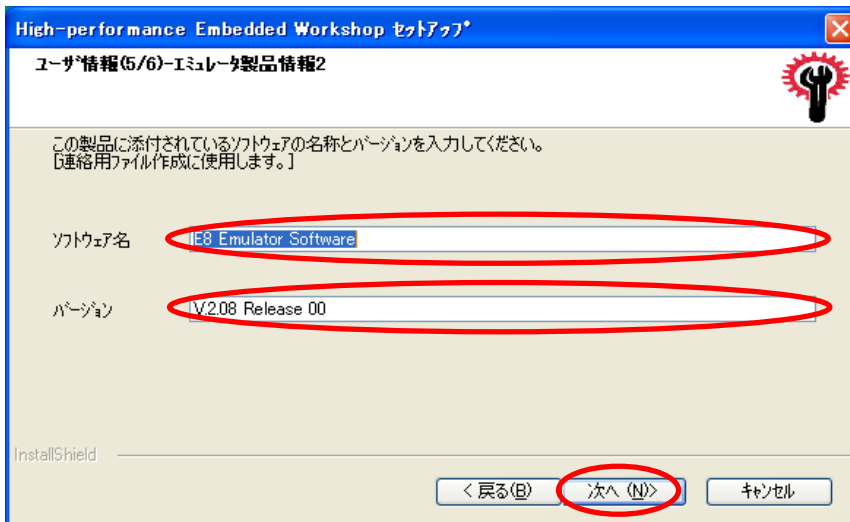 High-performance Embedded Workshop セットアップ
ユーザ情報(5/6)-エミュレータ製品情報2
この製品に添付されているソフトウェアの名称とバージョンを入力してください。
[連絡用ファイル作成に使用します。]
ソフトウェア名
E8 Emulator Software
バージョン
V.2.08 Release 00
InstallShield
< 戻る(B)
次へ (N)>
キャンセル